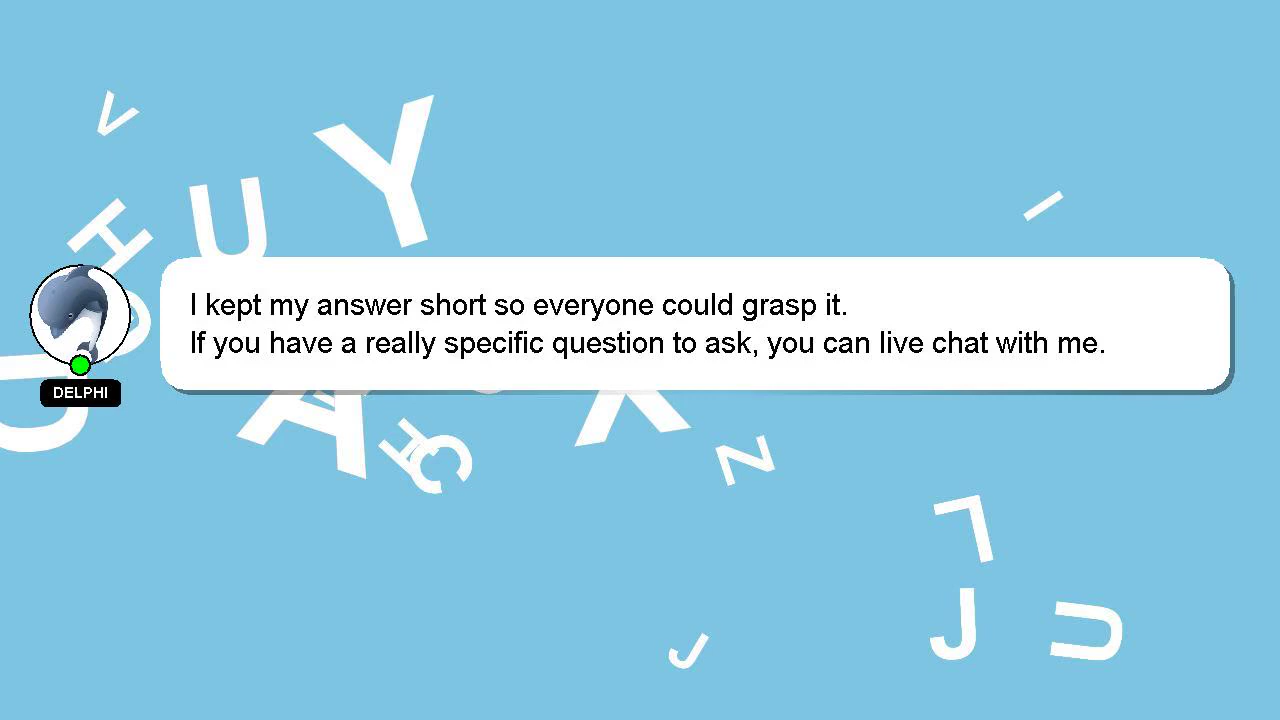 V
Y
U
H
I
I kept my answer short so everyone could grasp it.
If you have a really specific question to ask, you can live chat with me.
DELPHI
A
X
H
C
N
L
J
U
J